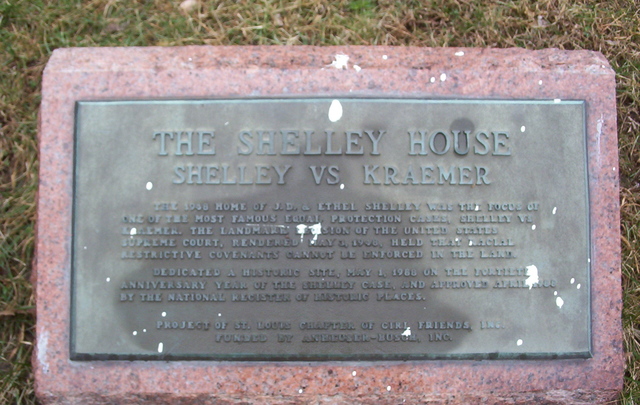 THE SHELLEY HOUSE
SHELLEY VS. KRAEMER
THE 1930 HOME OF J.D. & ETHEL SHELLEY WAS THE FOCUS OF
ONE OF THE MOST FAMOUS EQUAL PROTECTION CASES, SHELLEY VS.
KRAEMER. THE LANDMARK DECISION OF THE UNITED STATES
SUPREME COURT, RENDERED MAY 3, 1948, HELD THAT RACIAL
RESTRICTIVE COVENANTS CANNOT BE ENFORCED IN THE LAND.
DEDICATED A HISTORIC SITE, MAY 1, 1988 ON THE FORTIETH
ANNIVERSARY YEAR OF THE SHELLEY CASE, AND APPROVED APRIL 1988
BY THE NATIONAL REGISTER OF HISTORIC PLACES.
PROJECT OF ST. LOUIS CHAPTER OF GIRL FRIENDS, INC.
FUNDED BY ANHEUSER-BUSCH, INC.